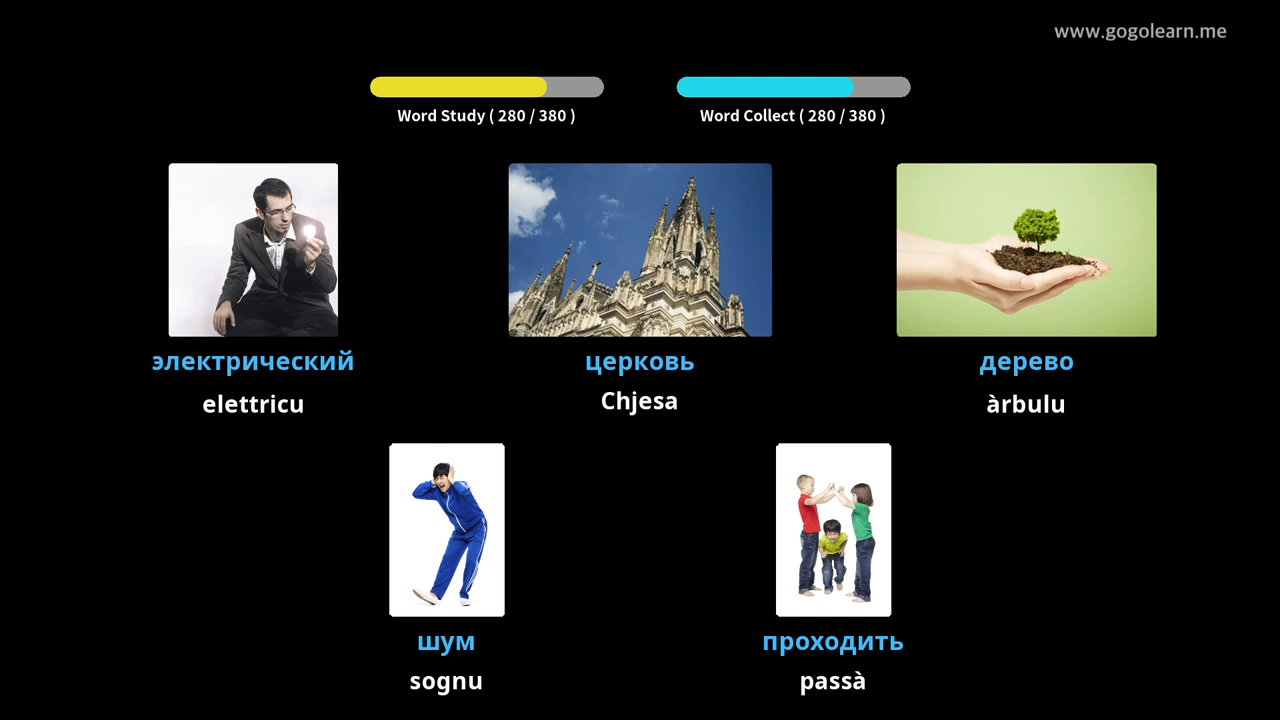 www.gogolearn.me
Word Study ( 280 / 380 )
Word Collect ( 280 / 380 )
электрический
elettricu
церковь
Chjesa
дерево
àrbulu
шум
sognu
проходить
passà